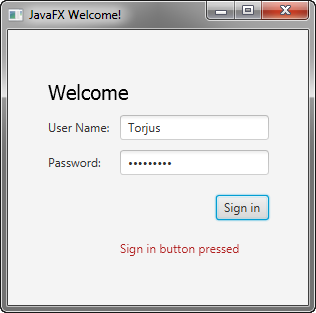 JavaFX Welcome!
Welcome
User Name: Torjus
Password: •••••••••
Sign in
Sign in button pressed